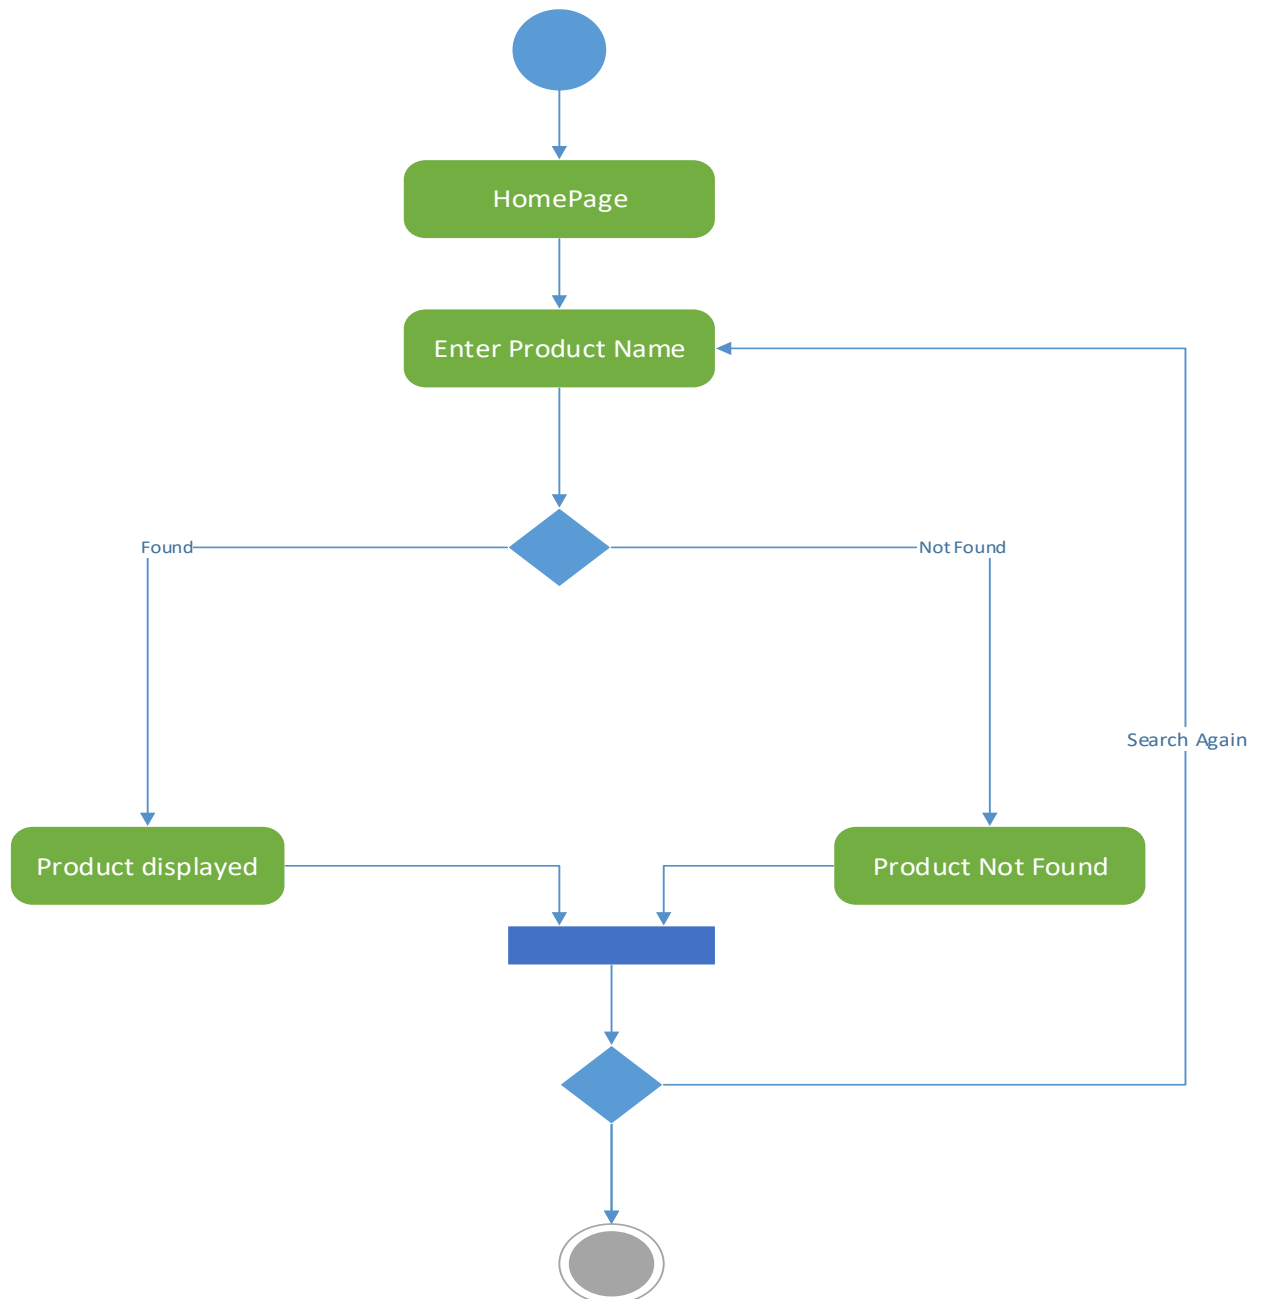 HomePage
Enter Product Name
Found
Not Found
Search Again
Product displayed
Product Not Found